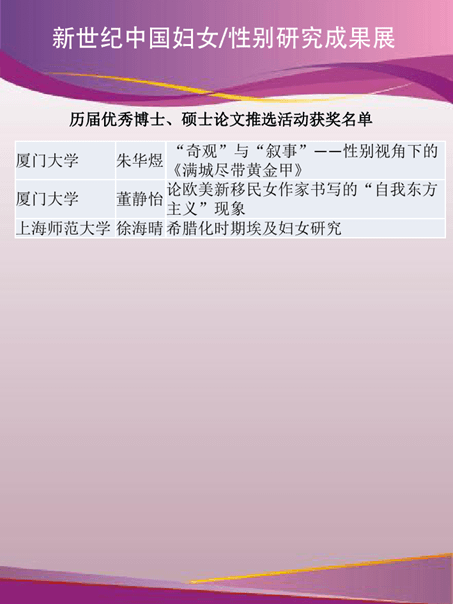 新世纪中国妇女/性别研究成果展
历届优秀博士、硕士论文推选活动获奖名单
厦门大学 朱华煜 “奇观”与“叙事”——性别视角下的
《满城尽带黄金甲》
厦门大学 董静怡 论欧美新移民女作家书写的“自我东方
主义”现象
上海师范大学 徐海晴 希腊化时期埃及妇女研究